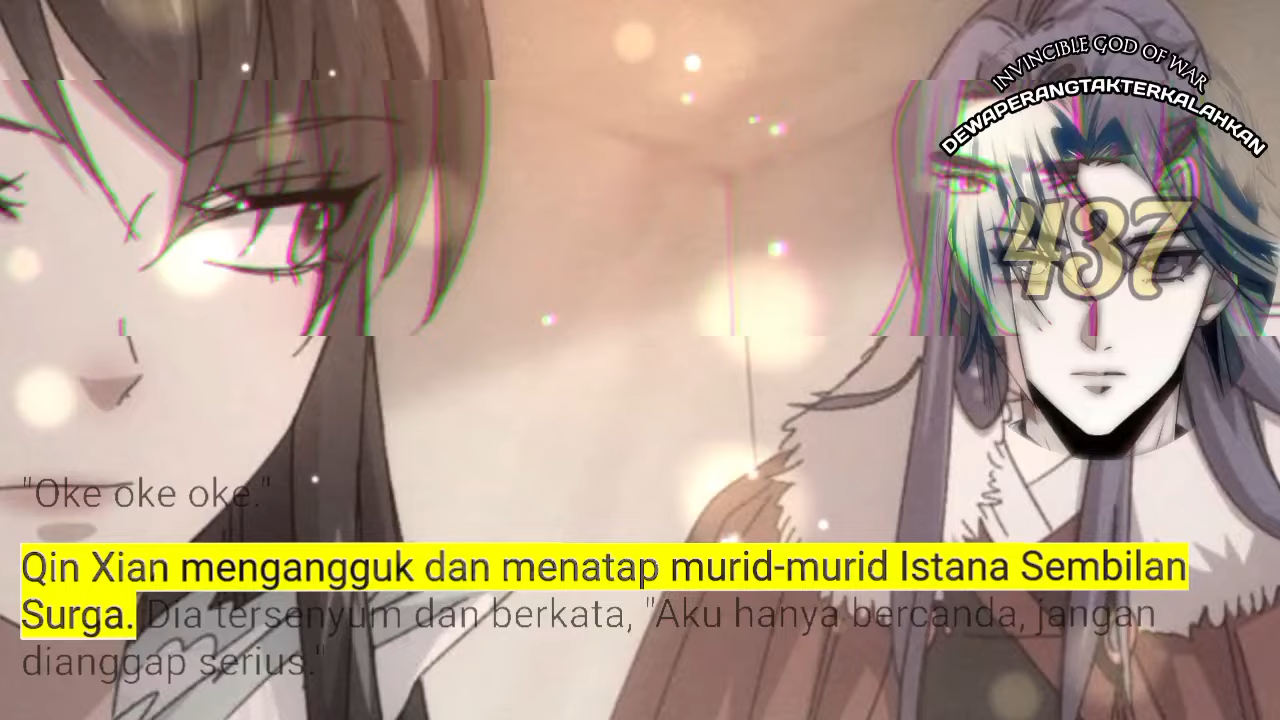 INVINCIBLE GOD OF WAR
DEWAPERANGTAKTERKALAHKAN
437
"Oke oke oke."
Qin Xian mengangguk dan menatap murid-murid Istana Sembilan
Surga. Dia tersenyum dan berkata, "Aku hanya bercanda, jangan
dianggap serius."